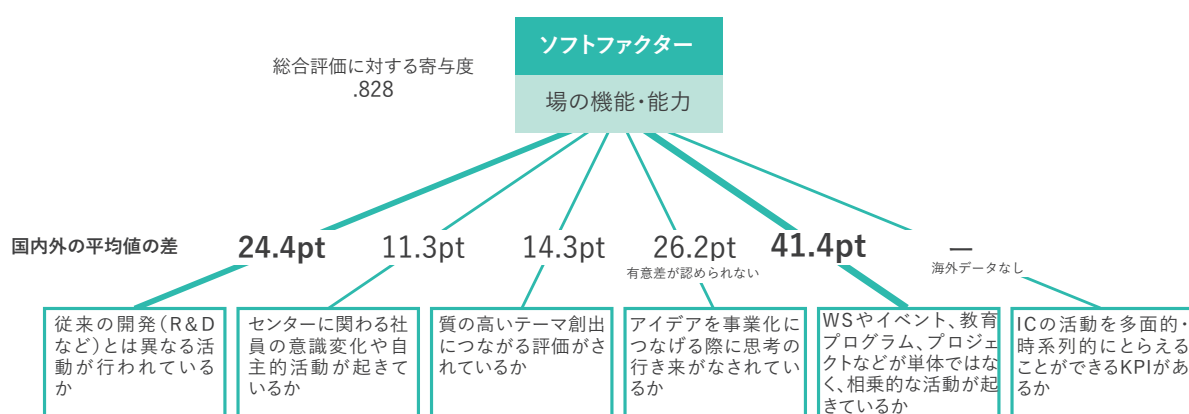 ソフトファクター
場の機能・能力
総合評価に対する寄与度
.828
国内外の平均値の差
24.4pt
11.3pt
14.3pt
26.2pt
有意差が認められない
41.4pt
—
海外データなし
従来の開発(R&D
など)とは異なる活
動が行われている
か
センターに関わる社
員の意識変化や自
主的活動が起きて
いるか
質の高いテーマ創出
につながる評価がさ
れているか
アイデアを事業化に
つなげる際に思考の
行き来がなされてい
るか
WSやイベント、教育
プログラム、プロジェ
クトなどが単体ではな
く、相乗的な活動が起
きているか
ICの活動を多面的・
時系列的にとらえる
ことができるKPIがあ
るか